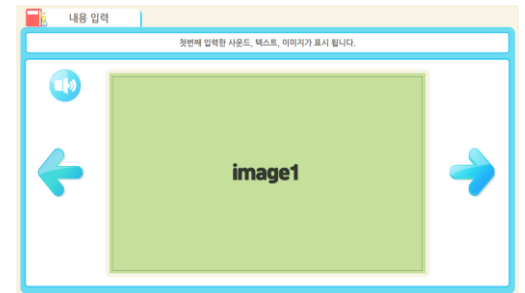 내용 입력
첫번째 입력한 사운드, 텍스트, 이미지가 표시 됩니다.
image1